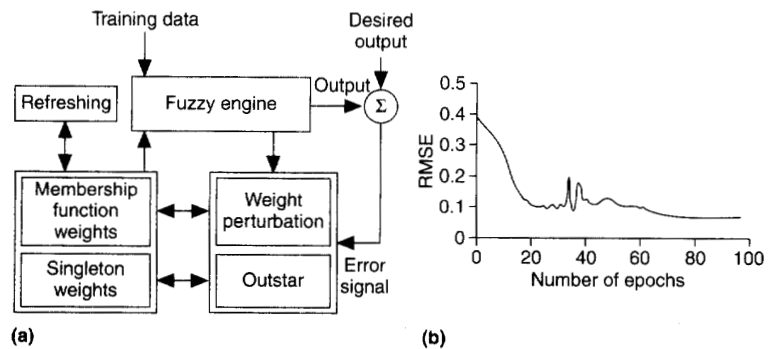 Training data
Desired
output
Refreshing
Fuzzy engine
Output
Σ
Membership
function
weights
Weight
perturbation
Singleton
weights
Outstar
Error
signal
(a)
0.5
0.4
0.3
0.2
0.1
0
RMSE
0 20 40 60 80 100
Number of epochs
(b)